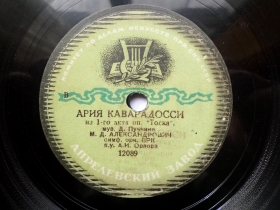 В
АРИЯ КАВАРАДОССИ
из 1-го акта оп. "Тоска"
муз. Д. Пуччини
М. Д. АЛЕКСАНДРОВИЧ
симф. орк. ВРК
п/у. А. И. Орлова
12089
АПРЕЛЕВСКИЙ ЗАВОД